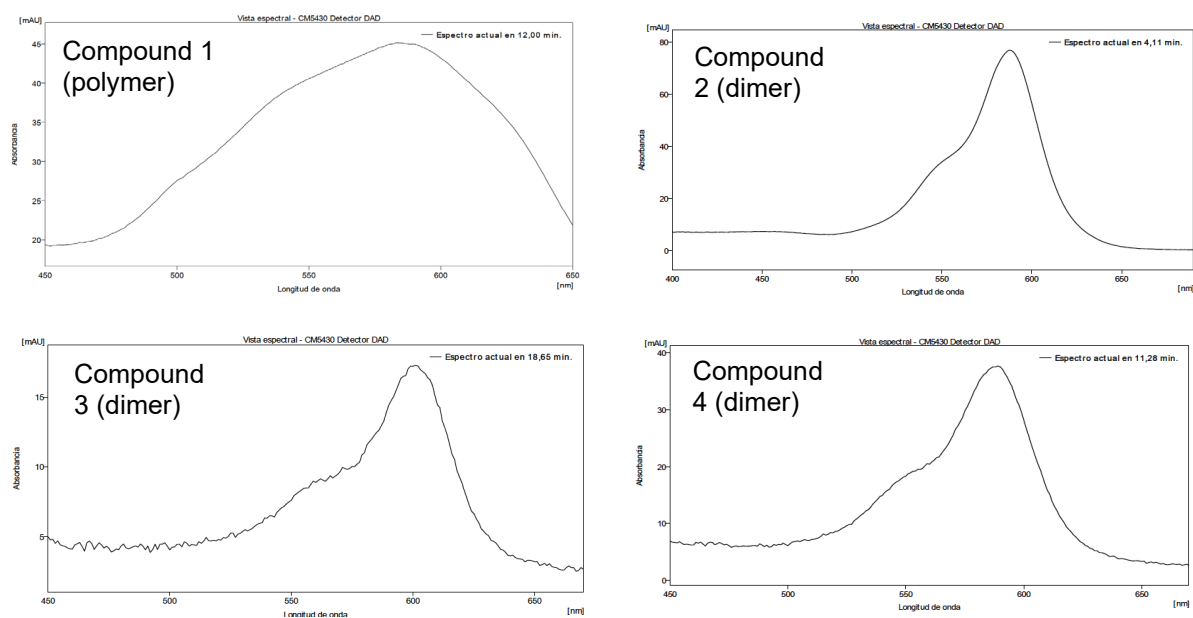 Vista espectral - CM5430 Detector DAD
[mAU]
Espectro actual en 12,00 min.
Compound 1
(polymer)
Absorbancia
45
40
35
30
25
20
450
500
550
600
650
[nm]
Longitud de onda
Vista espectral - CM5430 Detector DAD
[mAU]
Espectro actual en 4,11 min.
Compound
2 (dimer)
Absorbancia
80
60
40
20
0
400
450
500
550
600
650
[nm]
Longitud de onda
Vista espectral - CM5430 Detector DAD
[mAU]
Espectro actual en 18,65 min.
Compound
3 (dimer)
Absorbancia
15
10
5
450
500
550
600
650
[nm]
Longitud de onda
Vista espectral - CM5430 Detector DAD
[mAU]
Espectro actual en 11,28 min.
Compound
4 (dimer)
Absorbancia
40
30
20
10
0
450
500
550
600
650
[nm]
Longitud de onda